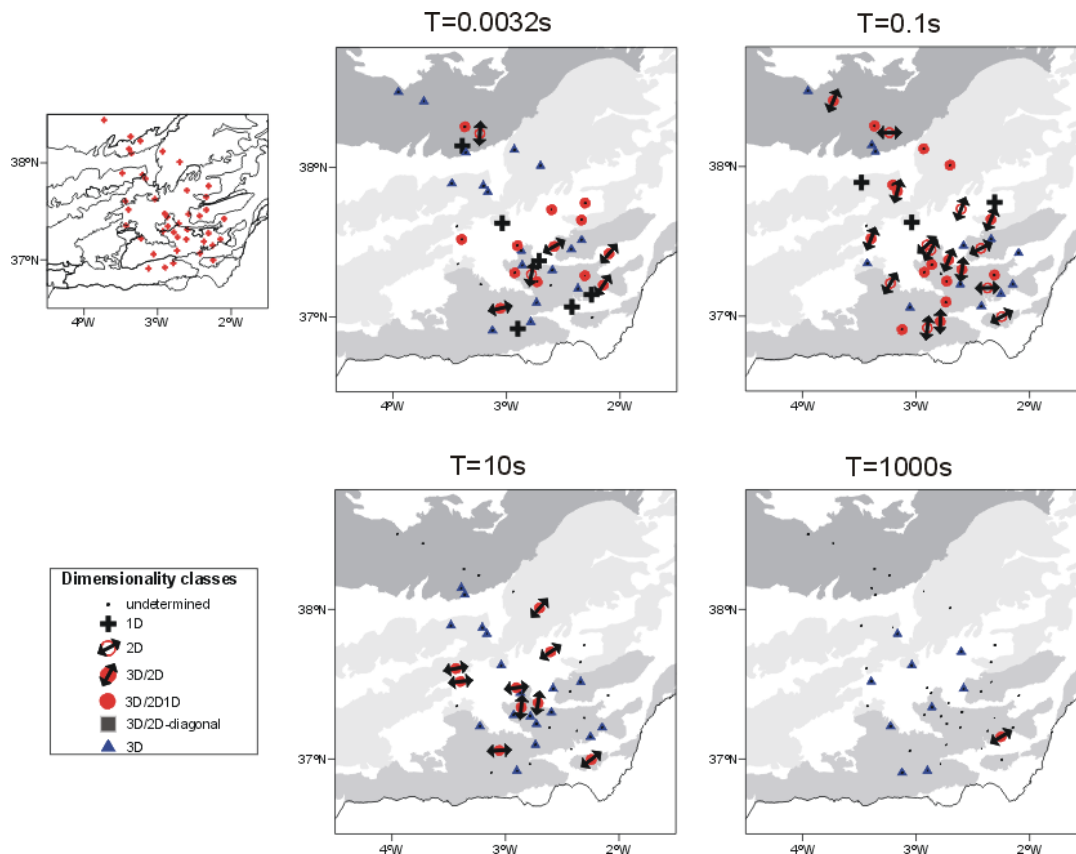 T=0.0032s
T=0.1s
38ºN
37ºN
4ºW
3ºW
2ºW
38ºN
37ºN
4ºW
3ºW
2ºW
38ºN
37ºN
4ºW
3ºW
2ºW
T=10s
T=1000s
Dimensionality classes
undetermined
1D
2D
3D/2D
3D/2D1D
3D/2D-diagonal
3D
38ºN
37ºN
4ºW
3ºW
2ºW
38ºN
37ºN
4ºW
3ºW
2ºW